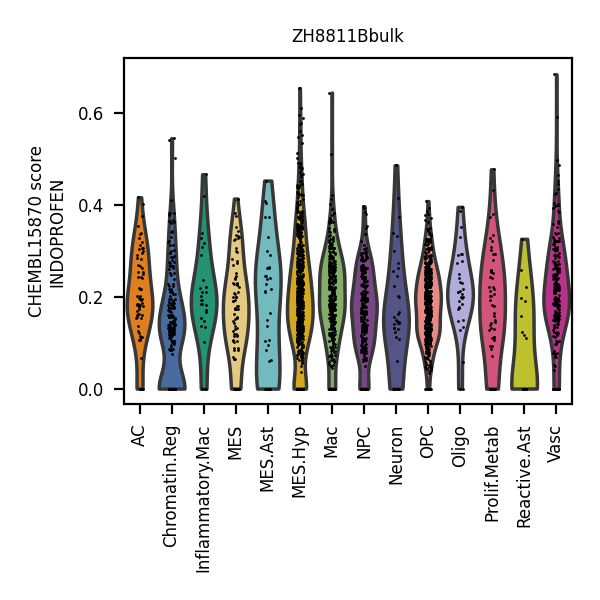 ZH8811Bbulk
CHEMBL15870 score
INDOPROFEN
0.6
0.4
0.2
0.0
AC
Chromatin.Reg
Inflammatory.Mac
MES
MES.Ast
MES.Hyp
Mac
NPC
Neuron
OPC
Oligo
Prolif.Metab
Reactive.Ast
Vasc